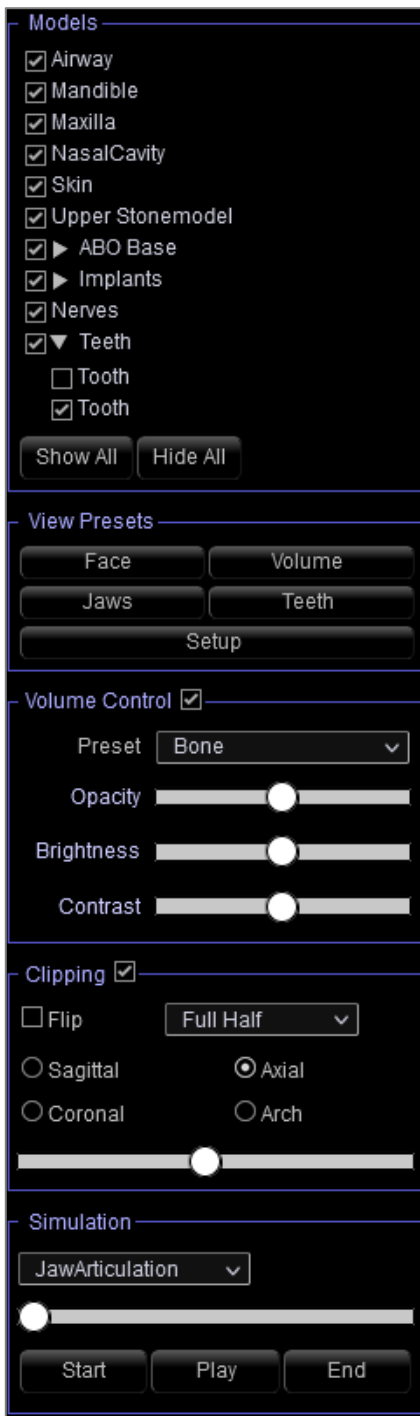 Models
Airway
Mandible
Maxilla
NasalCavity
Skin
Upper Stonemodel
ABO Base
Implants
Nerves
Teeth
Tooth
Tooth
Show All Hide All
View Presets
Face Volume
Jaws Teeth
Setup
Volume Control
Preset Bone
Opacity
Brightness
Contrast
Clipping
Flip Full Half
Sagittal Axial
Coronal Arch
Simulation
JawArticulation
Start Play End